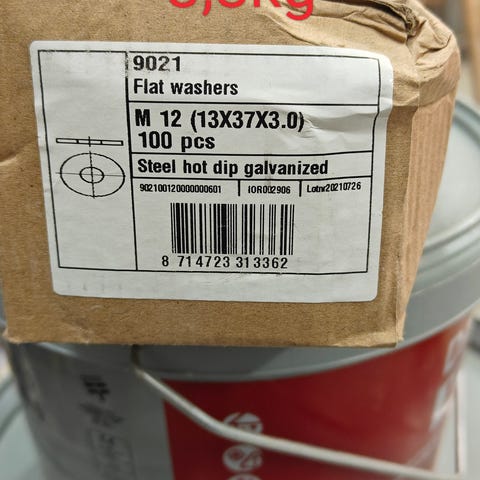 9021
Flat washers
M 12 (13X37X3.0)
100 pcs
Steel hot dip galvanized
902100120000000601 IOR002906 Lotnr20210726
8 714723 313362